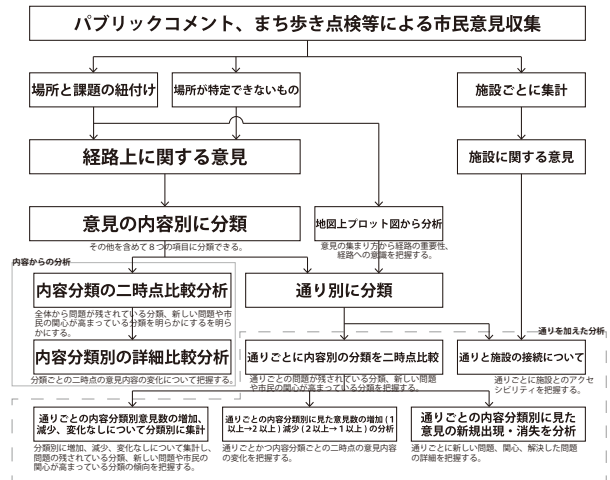 パブリックコメント、まち歩き点検等による市民意見収集
場所と課題の紐付け
場所が特定できないもの
施設ごとに集計
経路上に関する意見
施設に関する意見
意見の内容別に分類
その他を含めて８つの項目に分類できる。
地図上プロット図から分析
意見の集まり方から経路の重要性、
経路への意識を把握する。
内容からの分析
内容分類の二時点比較分析
全体から問題が残されている分類、新しい問題や市
民の関心が高まっている分類を明らかにするを明ら
かにする。
通り別に分類
内容分類別の詳細比較分析
分類ごとの二時点の意見内容の変化について把握する。
通りを加えた分析
通りごとに内容別の分類を二時点比較
通りごとの問題が残されている分類、新しい問題
や市民の関心が高まっている分類を把握する。
通りと施設の接続について
通りごとに施設とのアクセ
シビリティを把握する。
通りごとの内容分類別意見数の増加、
減少、変化なしについて分類別に集計
分類別に増加、減少、変化なしについて集計し、
問題の残されている分類、新しい問題や市民の
関心が高まっている分類の傾向を把握する。
通りごとの内容分類別に見た意見数の増加 (１
以上→２以上) 減少 (２以上→１以上) の分析
通りごとかつ内容分類ごとの二時点の意見内容
の変化を把握する。
通りごとの内容分類別に見た
意見の新規出現・消失を分析
通りごとに新しい問題、関心、解決した問題
の詳細を把握する。